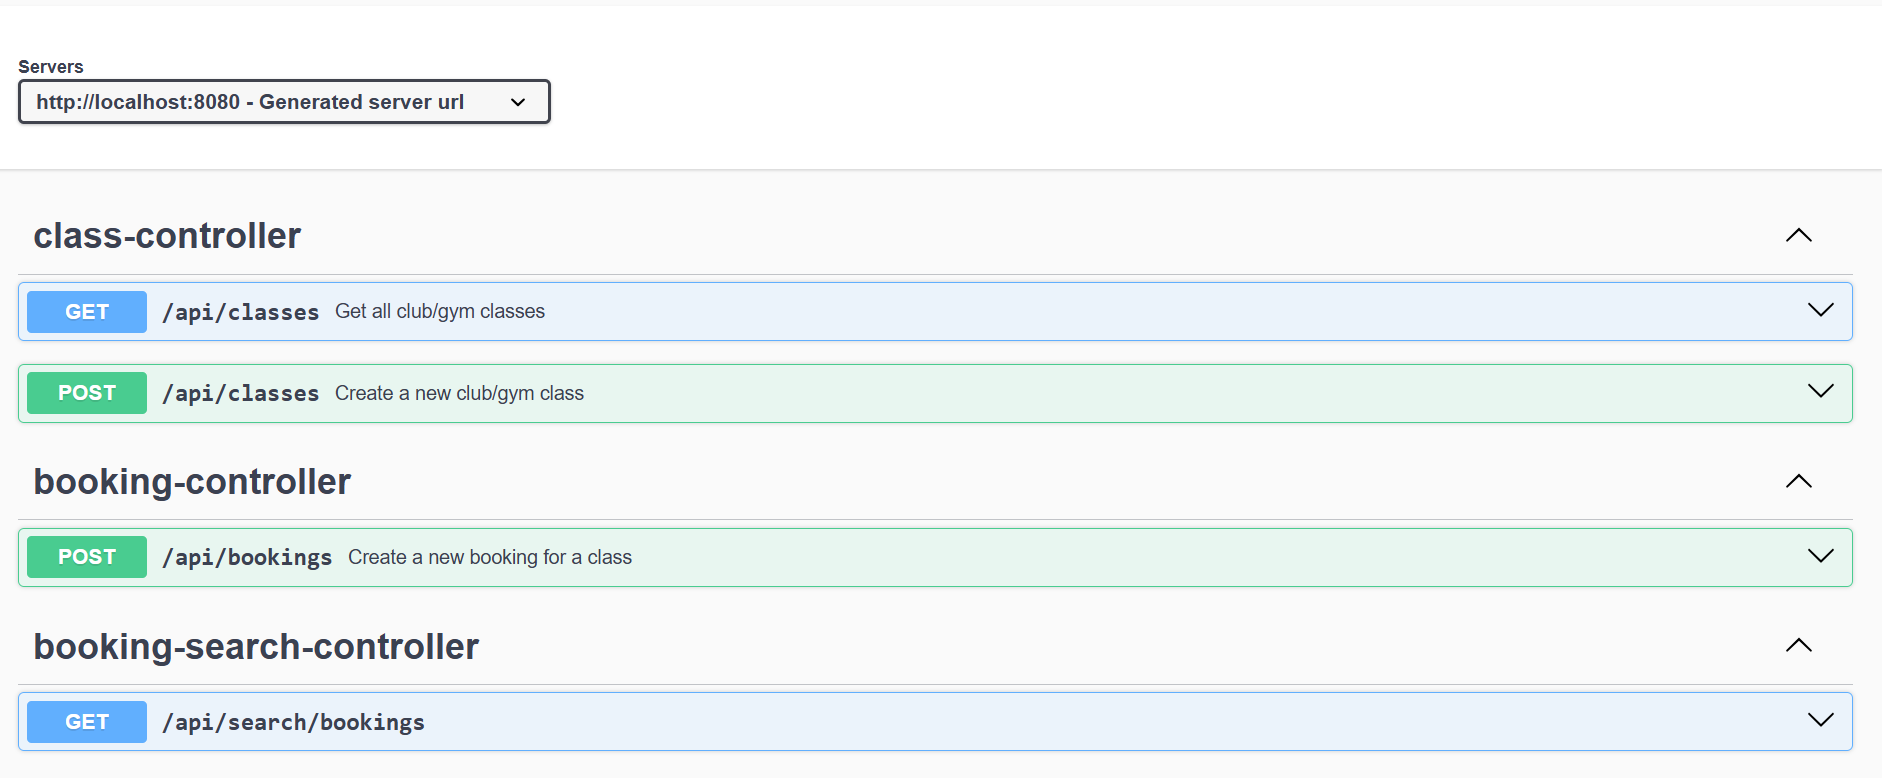 Servers
http://localhost:8080 - Generated server url
class-controller
GET /api/classes Get all club/gym classes
POST /api/classes Create a new club/gym class
booking-controller
POST /api/bookings Create a new booking for a class
booking-search-controller
GET /api/search/bookings